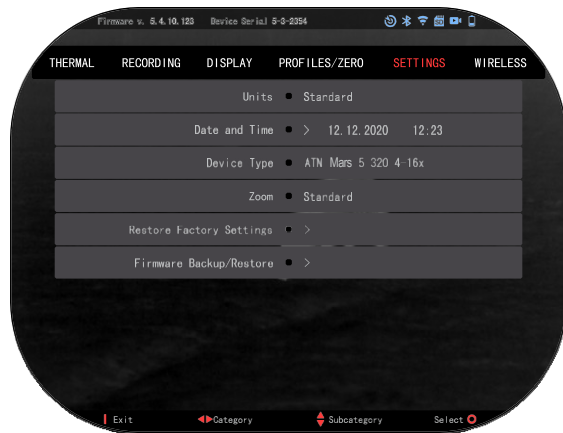 Firmware v. 5.4.10.123 Device Serial 5-3-2354
THERMAL RECORDING DISPLAY PROFILES/ZERO SETTINGS WIRELESS
Units Standard
Date and Time > 12.12.2020 12:23
Device Type ATN Mars 5 320 4-16x
Zoom Standard
Restore Factory Settings >
Firmware Backup/Restore >
Exit Category Subcategory Select